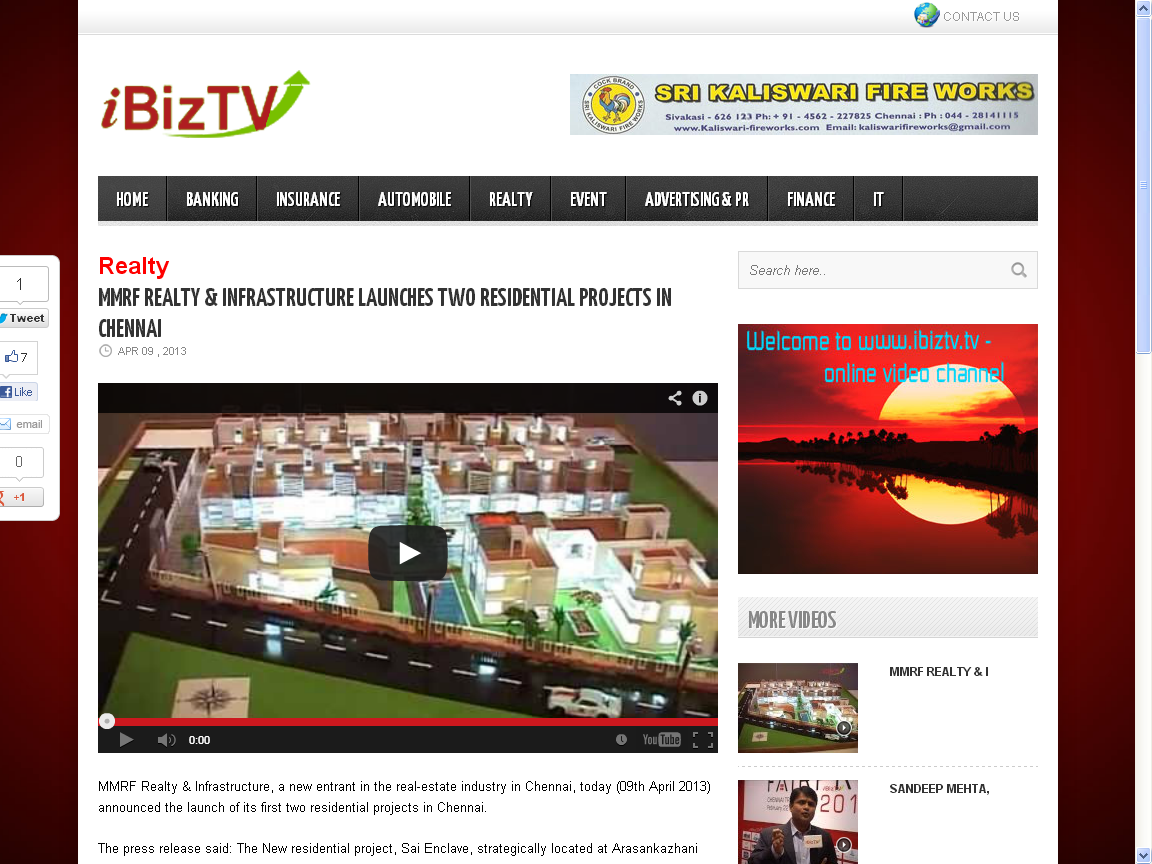 CONTACT US
iBizTV
COCK BRAND
SRI KALISWARI FIRE WORKS
SRI KALISWARI FIRE WORKS
Sivakasi - 626 123 Ph: + 91 - 4562 - 227825 Chennai : Ph : 044 - 28141115
www.Kaliswari-fireworks.com Email: kaliswarifireworks@gmail.com
HOME BANKING INSURANCE AUTOMOBILE REALTY EVENT ADVERTISING & PR FINANCE IT
Realty
MMRF REALTY & INFRASTRUCTURE LAUNCHES TWO RESIDENTIAL PROJECTS IN
CHENNAI
APR 09 , 2013
Search here..
1
Tweet
7
Like
email
0
+1
Welcome to www.ibiztv.tv -
online video channel
0:00
YouTube
MORE VIDEOS
MMRF REALTY & I
SANDEEP MEHTA,
MMRF Realty & Infrastructure, a new entrant in the real-estate industry in Chennai, today (09th April 2013)
announced the launch of its first two residential projects in Chennai.
The press release said: The New residential project, Sai Enclave, strategically located at Arasankazhani